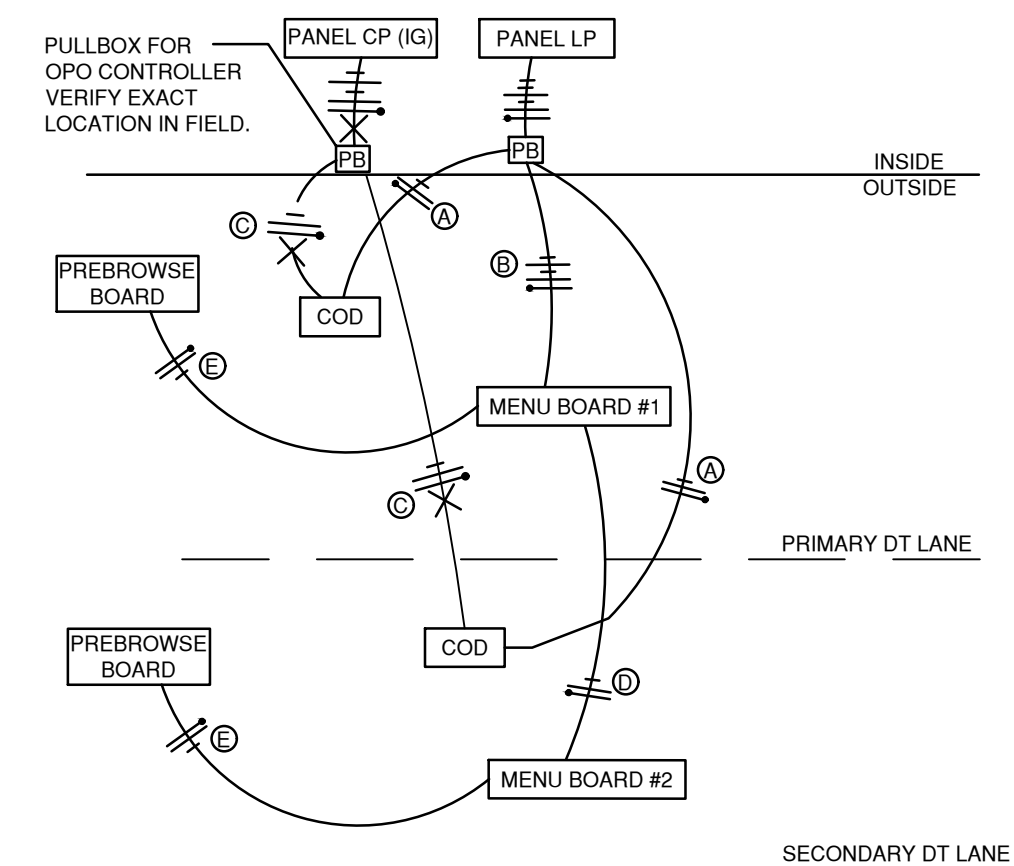 PANEL CP (IG)
PANEL LP
PULLBOX FOR
OPO CONTROLLER
VERIFY EXACT
LOCATION IN FIELD.
PB
PB
INSIDE
OUTSIDE
A
C
B
PREBROWSE
BOARD
COD
E
MENU BOARD #1
A
C
PRIMARY DT LANE
PREBROWSE
BOARD
COD
D
E
MENU BOARD #2
SECONDARY DT LANE